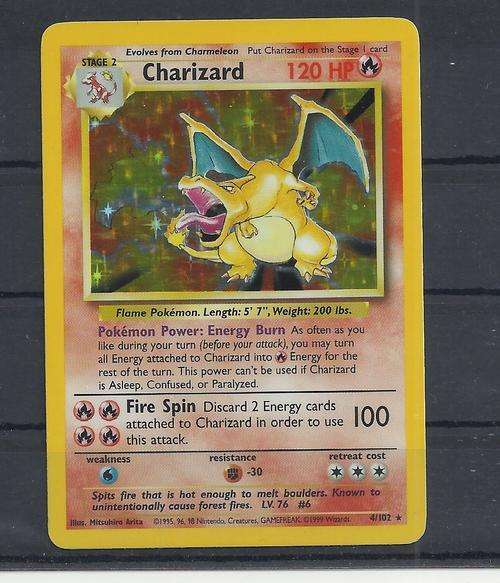 Evolves from Charmeleon Put Charizard on the Stage 1 card
STAGE 2
Charizard 120 HP
Flame Pokémon. Length: 5' 7", Weight: 200 lbs.
Pokémon Power: Energy Burn As often as you
like during your turn (before your attack), you may turn
all Energy attached to Charizard into Energy for the
rest of the turn. This power can't be used if Charizard
is Asleep, Confused, or Paralyzed.
Fire Spin Discard 2 Energy cards
attached to Charizard in order to use 100
this attack.
weakness resistance retreat cost
-30
Spits fire that is hot enough to melt boulders. Known to
unintentionally cause forest fires. LV. 76 #6
Illus. Mitsuhiro Arita ©1995, 96, 98 Nintendo, Creatures, GAMEFREAK. ©1999 Wizards. 4/102 ★